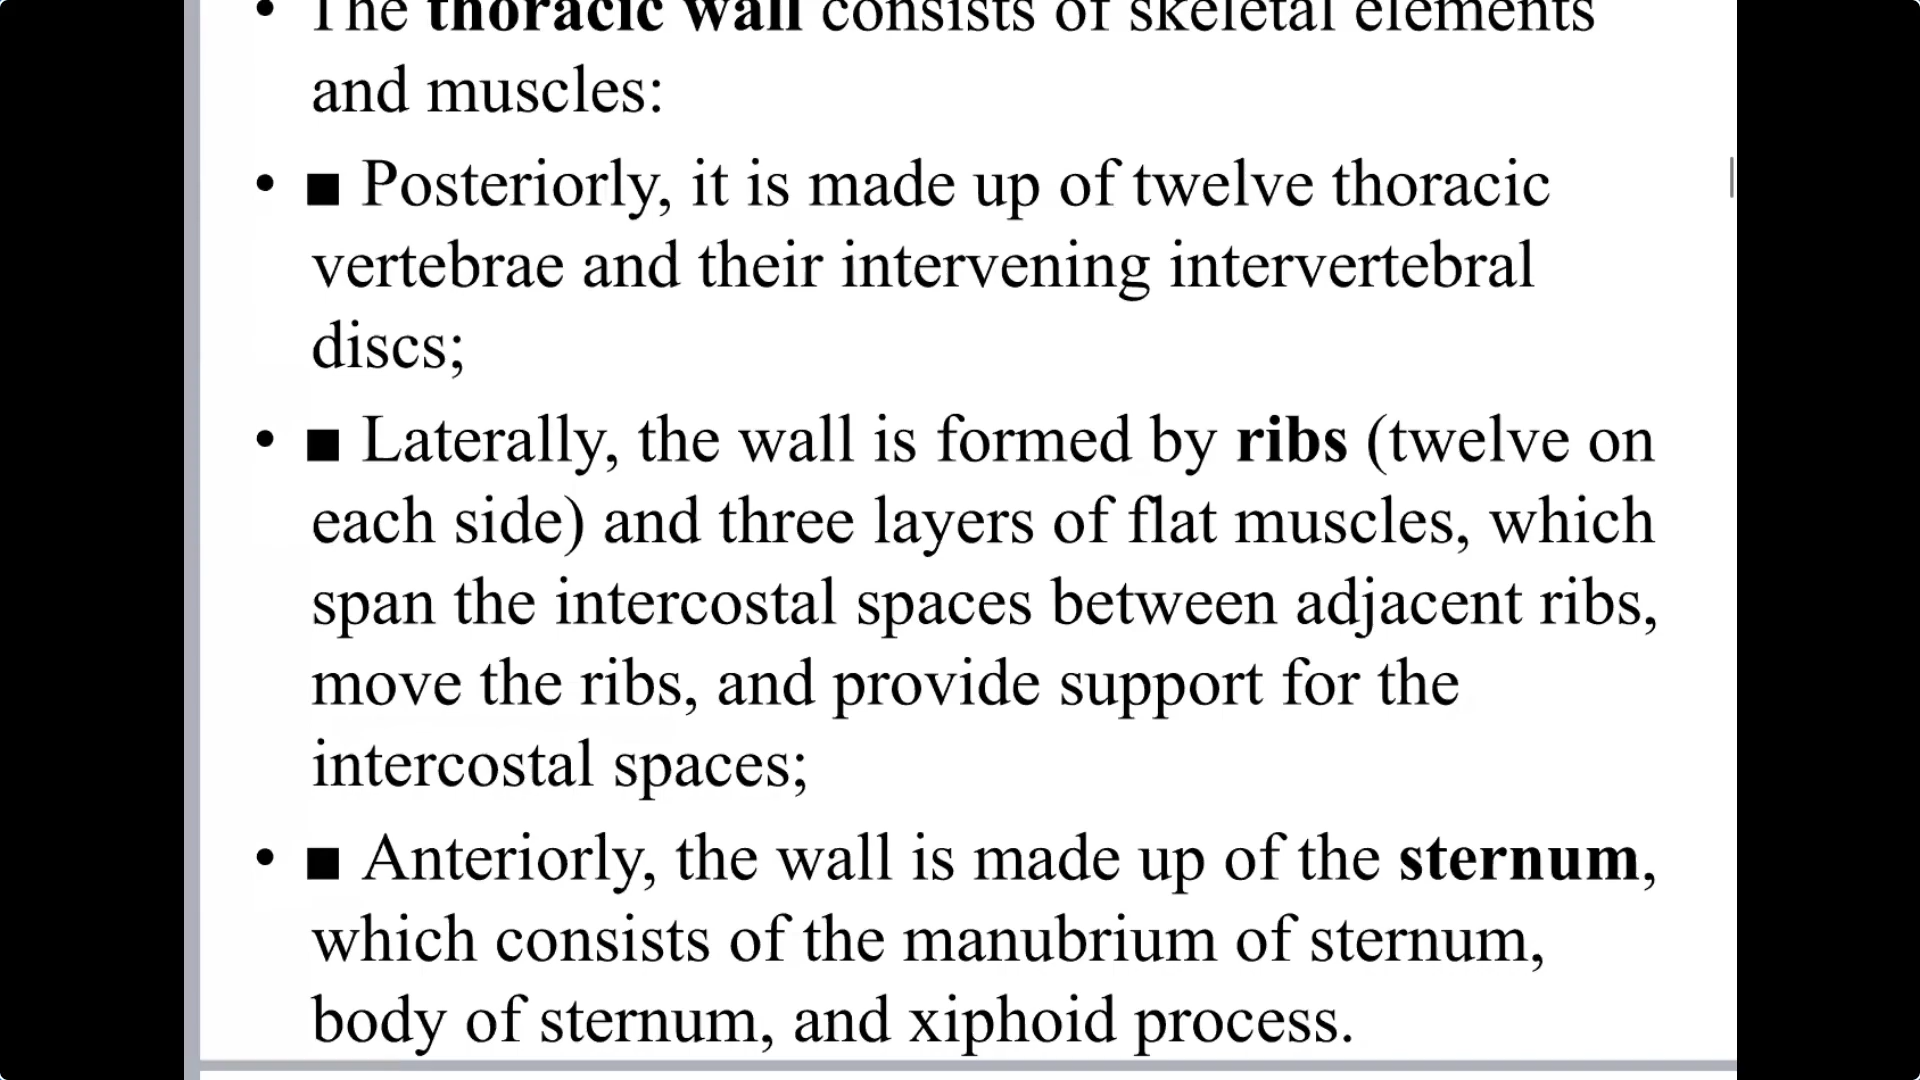 • The thoracic wall consists of skeletal elements
and muscles:
• ■ Posteriorly, it is made up of twelve thoracic
vertebrae and their intervening intervertebral
discs;
• ■ Laterally, the wall is formed by ribs (twelve on
each side) and three layers of flat muscles, which
span the intercostal spaces between adjacent ribs,
move the ribs, and provide support for the
intercostal spaces;
• ■ Anteriorly, the wall is made up of the sternum,
which consists of the manubrium of sternum,
body of sternum, and xiphoid process.